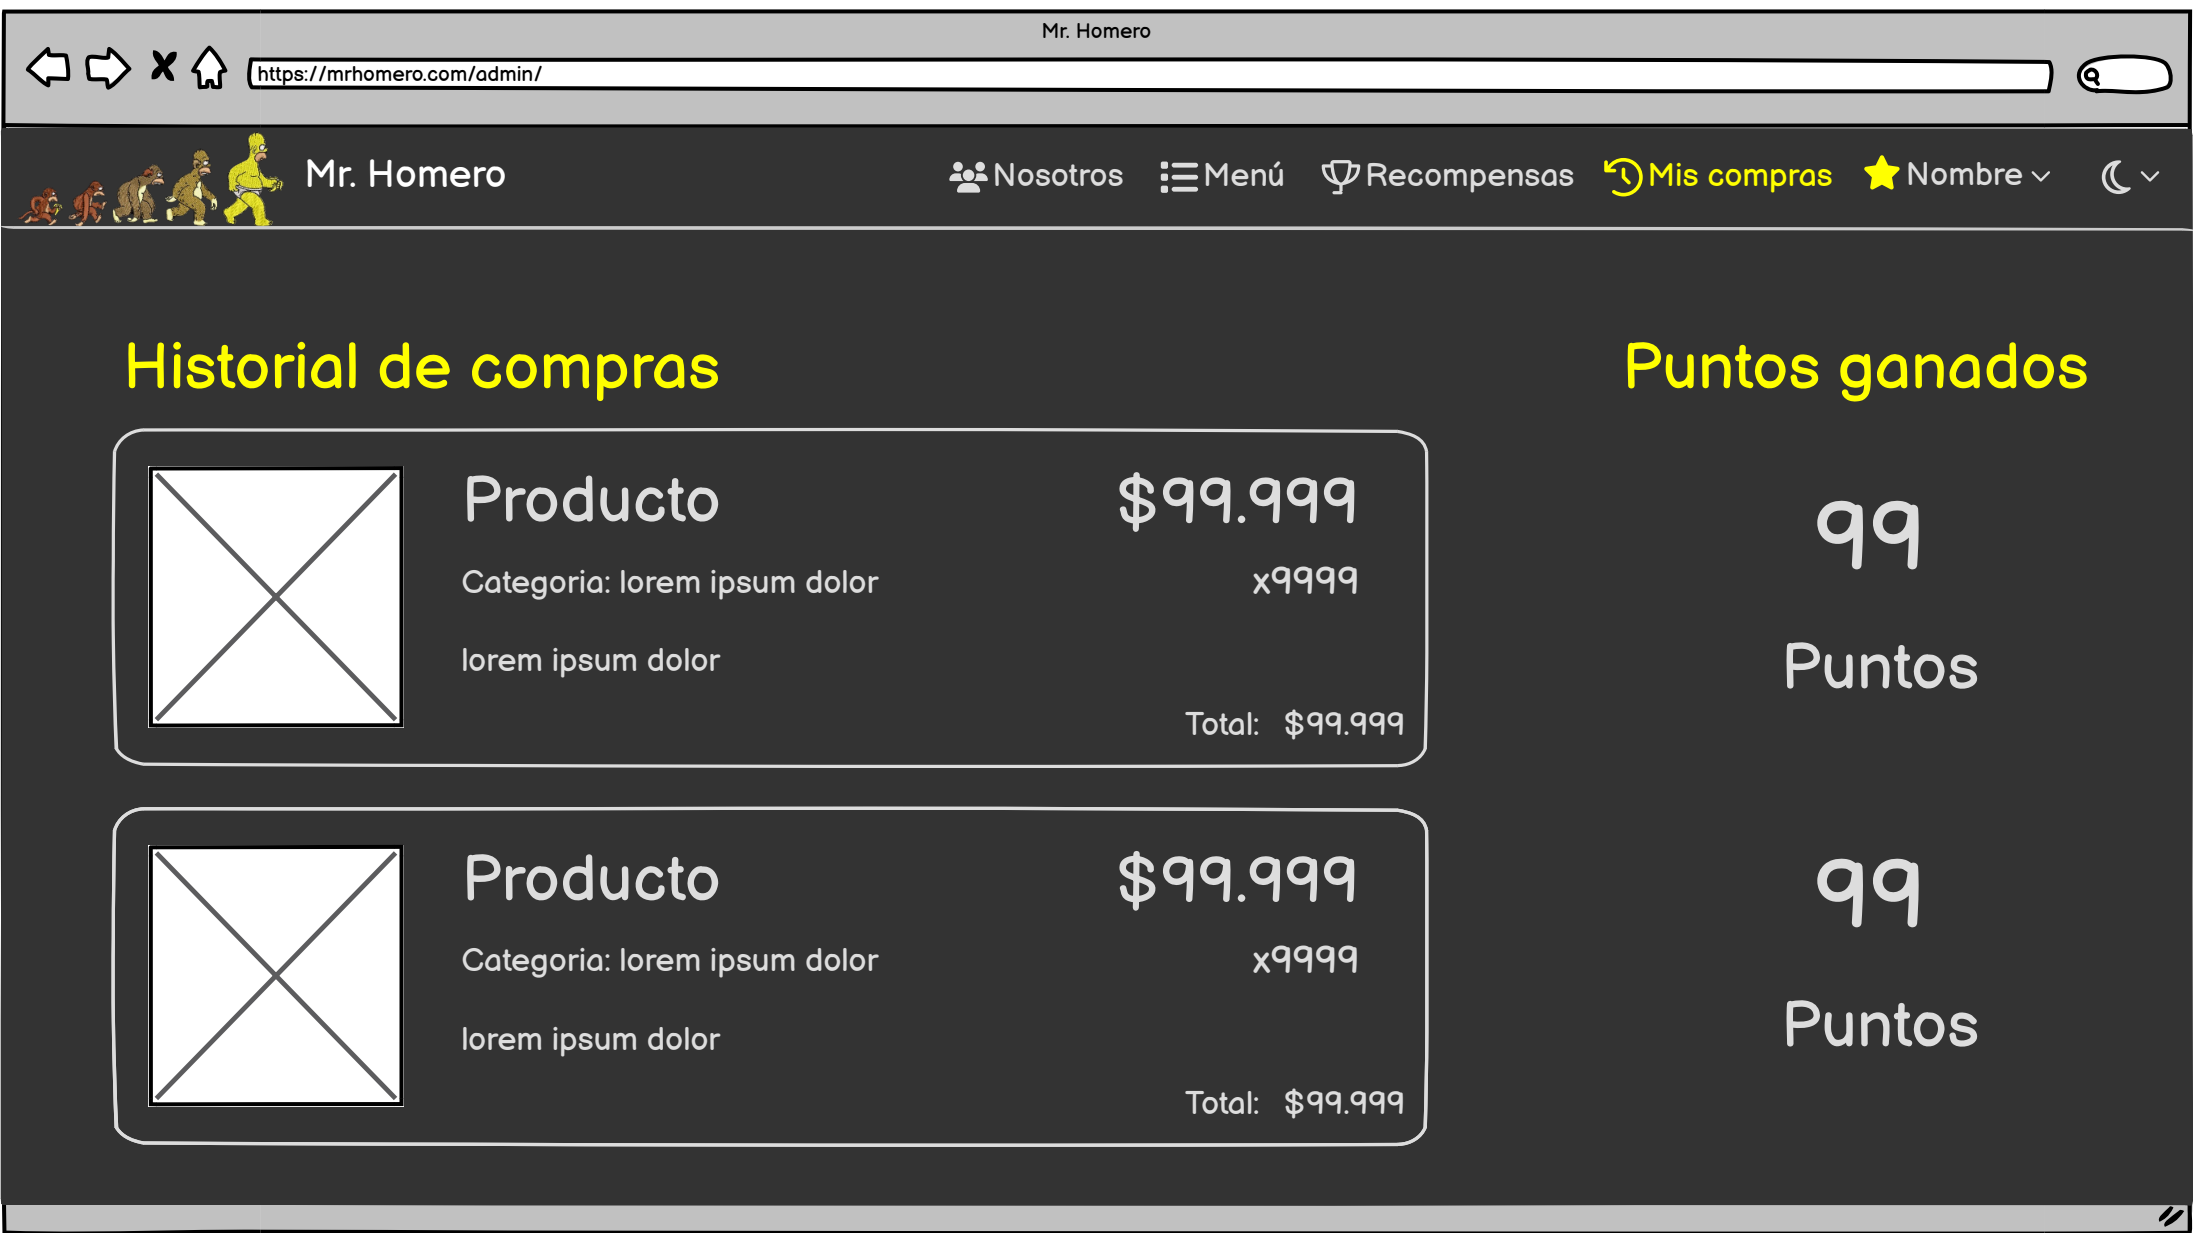 Mr. Homero
https://mrhomero.com/admin/
Mr. Homero Nosotros Menú Recompensas Mis compras Nombre
Historial de compras Puntos ganados
Producto $99.999
Categoria: lorem ipsum dolor x9999
lorem ipsum dolor
Total: $99.999
99
Puntos
Producto $99.999
Categoria: lorem ipsum dolor x9999
lorem ipsum dolor
Total: $99.999
99
Puntos